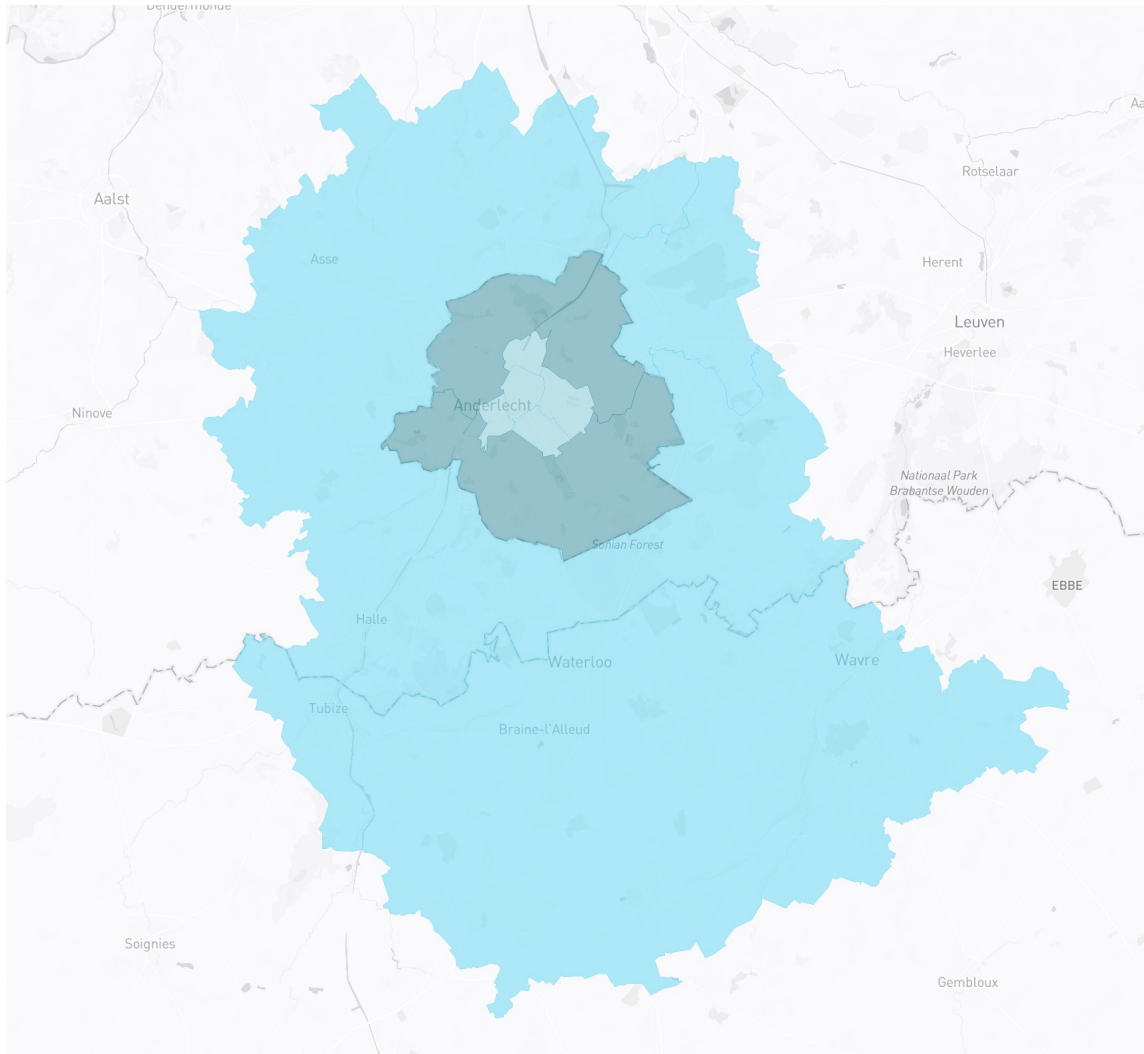 Dendermonde
Aalst
Rotselaar
Asse
Herent
Leuven
Heverlee
Anderlecht
Ninove
Nationaal Park
Brabantse Wouden
Sonian Forest
EBBE
Halle
Waterloo
Wavre
Tubize
Braine-l'Alleud
Soignies
Gembloux